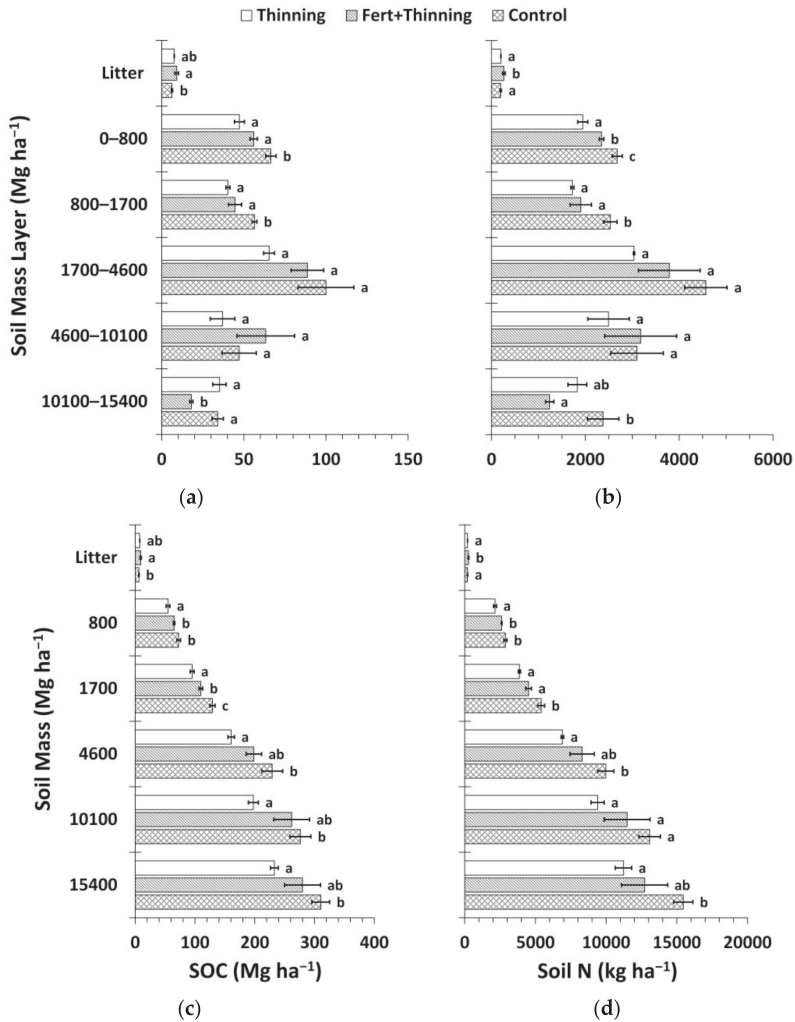 Thinning Fert+Thinning Control
Soil Mass Layer (Mg ha⁻¹)
Litter
0–800
800–1700
1700–4600
4600–10100
10100–15400
ab
a
b
a
a
b
a
a
b
a
a
a
a
a
a
a
b
a
0 50 100 150
(a)
a
b
a
a
b
c
a
a
b
a
a
a
a
a
a
ab
a
b
0 2000 4000 6000
(b)
Soil Mass (Mg ha⁻¹)
Litter
800
1700
4600
10100
15400
ab
a
b
a
b
b
a
b
c
a
ab
b
a
ab
b
a
ab
b
0 100 200 300 400
SOC (Mg ha⁻¹)
(c)
a
b
a
a
b
b
a
a
b
a
ab
b
a
a
a
a
ab
b
0 5000 10000 15000 20000
Soil N (kg ha⁻¹)
(d)